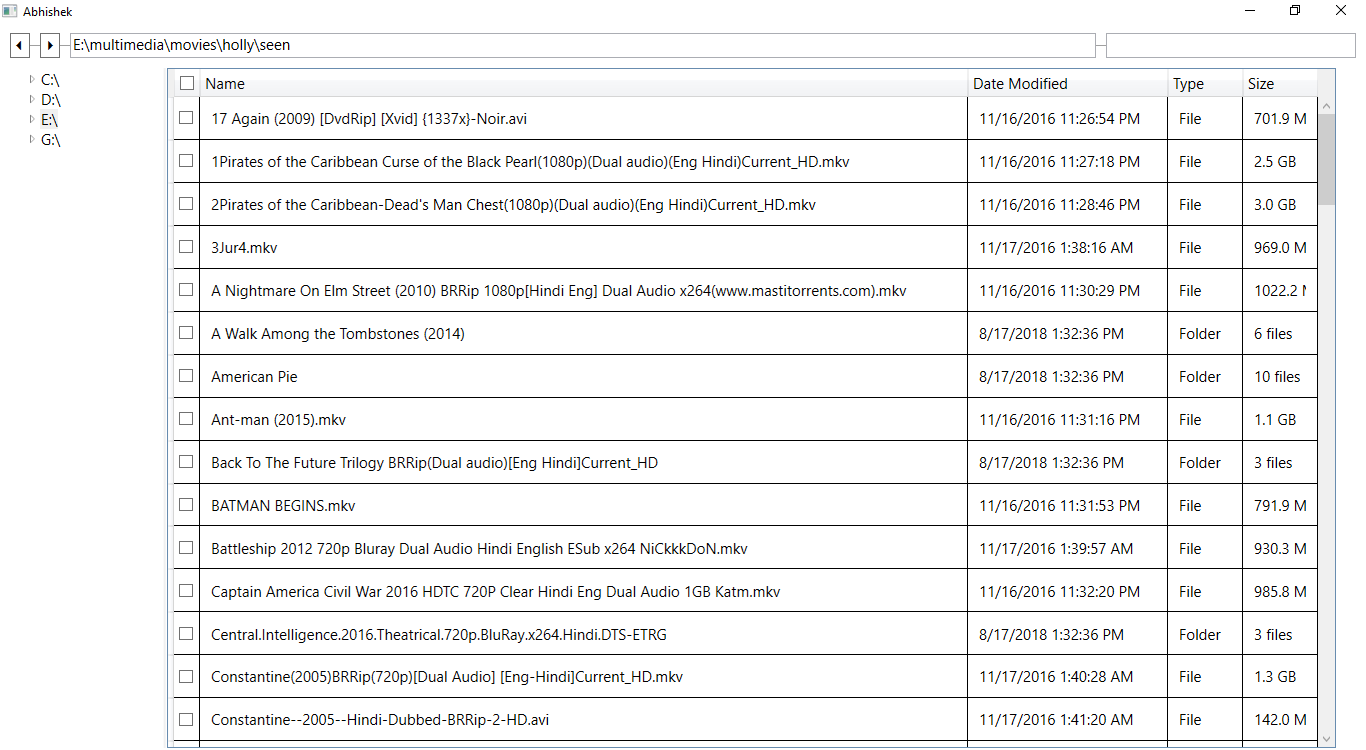 Abhishek
E:\multimedia\movies\holly\seen
C:\
D:\
E:\
G:\
Name Date Modified Type Size
17 Again (2009) [DvdRip] [Xvid] {1337x}-Noir.avi 11/16/2016 11:26:54 PM File 701.9 M
1Pirates of the Caribbean Curse of the Black Pearl(1080p)(Dual audio)(Eng Hindi)Current_HD.mkv 11/16/2016 11:27:18 PM File 2.5 GB
2Pirates of the Caribbean-Dead's Man Chest(1080p)(Dual audio)(Eng Hindi)Current_HD.mkv 11/16/2016 11:28:46 PM File 3.0 GB
3Jur4.mkv 11/17/2016 1:38:16 AM File 969.0 M
A Nightmare On Elm Street (2010) BRRip 1080p[Hindi Eng] Dual Audio x264(www.mastitorrents.com).mkv 11/16/2016 11:30:29 PM File 1022.2
A Walk Among the Tombstones (2014) 8/17/2018 1:32:36 PM Folder 6 files
American Pie 8/17/2018 1:32:36 PM Folder 10 files
Ant-man (2015).mkv 11/16/2016 11:31:16 PM File 1.1 GB
Back To The Future Trilogy BRRip(Dual audio)[Eng Hindi]Current_HD 8/17/2018 1:32:36 PM Folder 3 files
BATMAN BEGINS.mkv 11/16/2016 11:31:53 PM File 791.9 M
Battleship 2012 720p Bluray Dual Audio Hindi English ESub x264 NiCkkkDoN.mkv 11/17/2016 1:39:57 AM File 930.3 M
Captain America Civil War 2016 HDTC 720P Clear Hindi Eng Dual Audio 1GB Katm.mkv 11/16/2016 11:32:20 PM File 985.8 M
Central.Intelligence.2016.Theatrical.720p.BluRay.x264.Hindi.DTS-ETRG 8/17/2018 1:32:36 PM Folder 3 files
Constantine(2005)BRRip(720p)[Dual Audio] [Eng-Hindi]Current_HD.mkv 11/17/2016 1:40:28 AM File 1.3 GB
Constantine--2005--Hindi-Dubbed-BRRip-2-HD.avi 11/17/2016 1:41:20 AM File 142.0 M